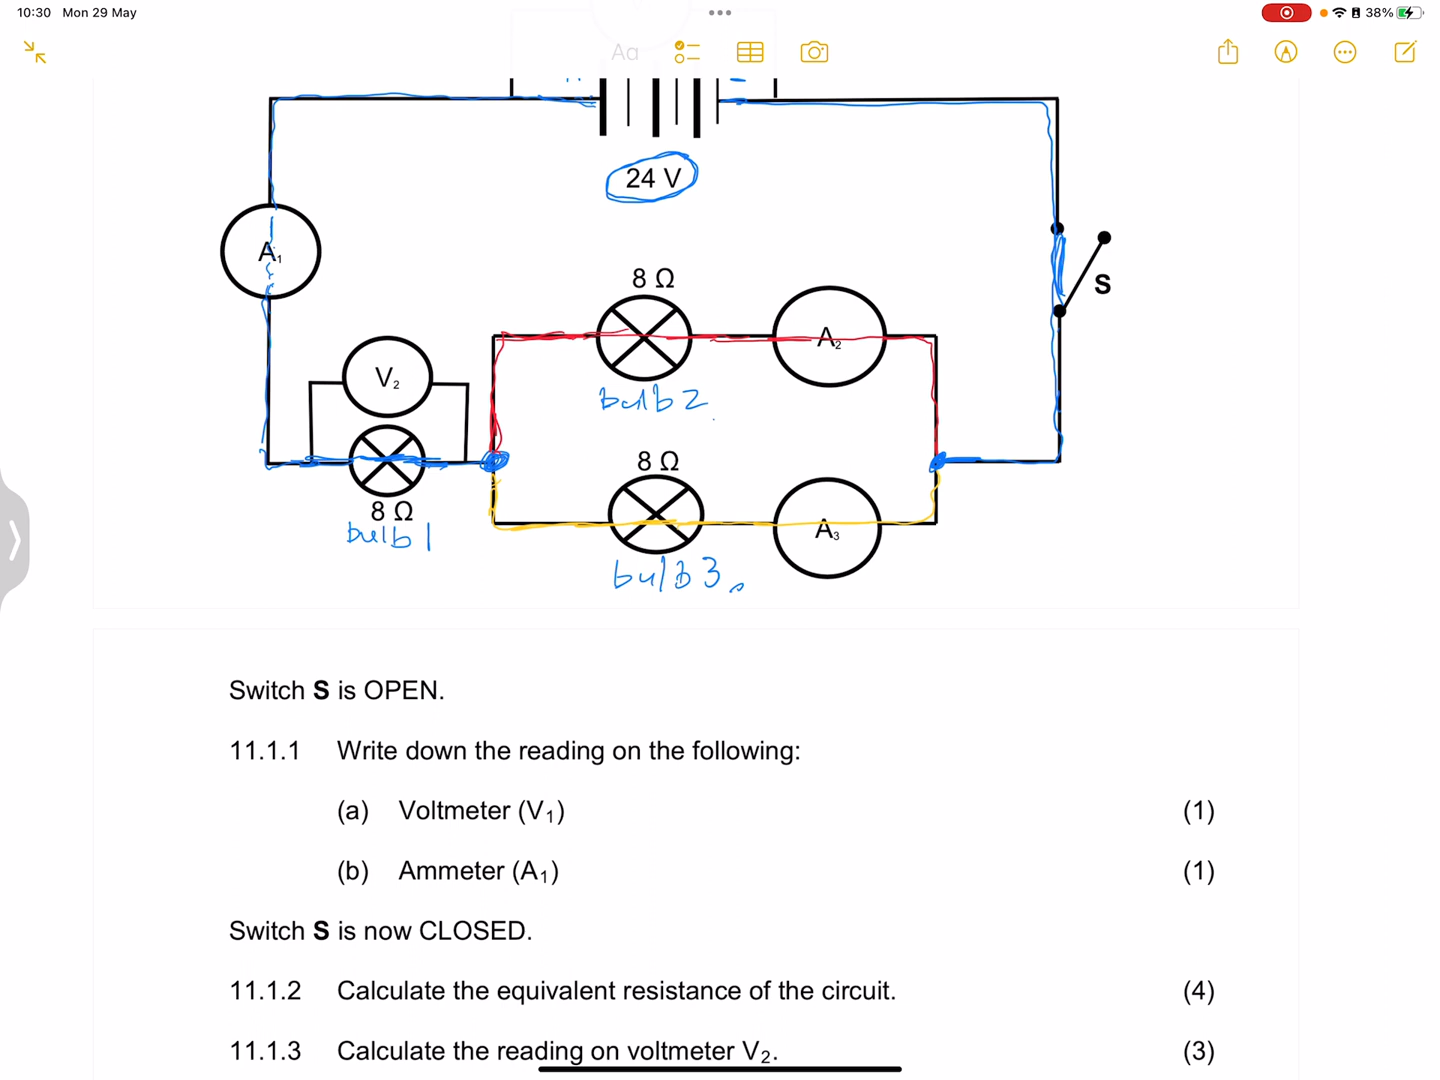 10:30 Mon 29 May
38%
Aa
24 V
A1
S
8 Ω
A2
bulb 2
V2
8 Ω
bulb 1
8 Ω
A3
bulb 3
Switch S is OPEN.
11.1.1 Write down the reading on the following:
(a) Voltmeter (V1) (1)
(b) Ammeter (A1) (1)
Switch S is now CLOSED.
11.1.2 Calculate the equivalent resistance of the circuit. (4)
11.1.3 Calculate the reading on voltmeter V2. (3)